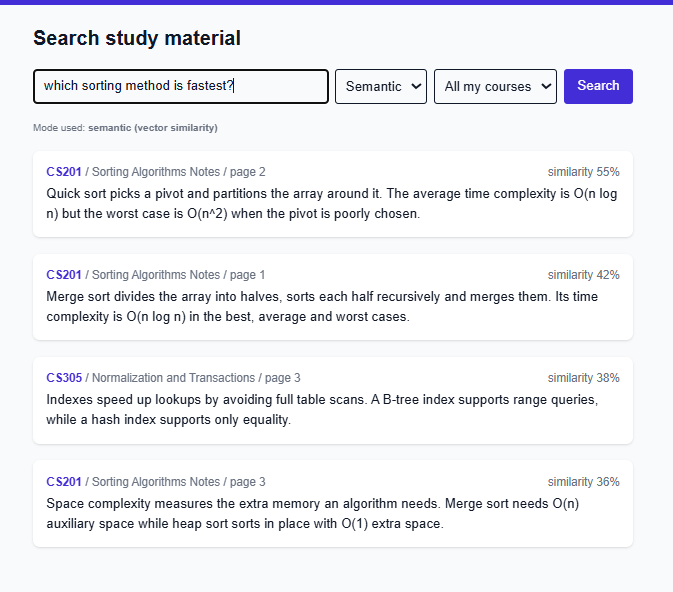 Search study material
which sorting method is fastest?
Semantic
All my courses
Search
Mode used: semantic (vector similarity)
CS201 / Sorting Algorithms Notes / page 2
similarity 55%
Quick sort picks a pivot and partitions the array around it. The average time complexity is O(n log
n) but the worst case is O(n^2) when the pivot is poorly chosen.
CS201 / Sorting Algorithms Notes / page 1
similarity 42%
Merge sort divides the array into halves, sorts each half recursively and merges them. Its time
complexity is O(n log n) in the best, average and worst cases.
CS305 / Normalization and Transactions / page 3
similarity 38%
Indexes speed up lookups by avoiding full table scans. A B-tree index supports range queries,
while a hash index supports only equality.
CS201 / Sorting Algorithms Notes / page 3
similarity 36%
Space complexity measures the extra memory an algorithm needs. Merge sort needs O(n)
auxiliary space while heap sort sorts in place with O(1) extra space.